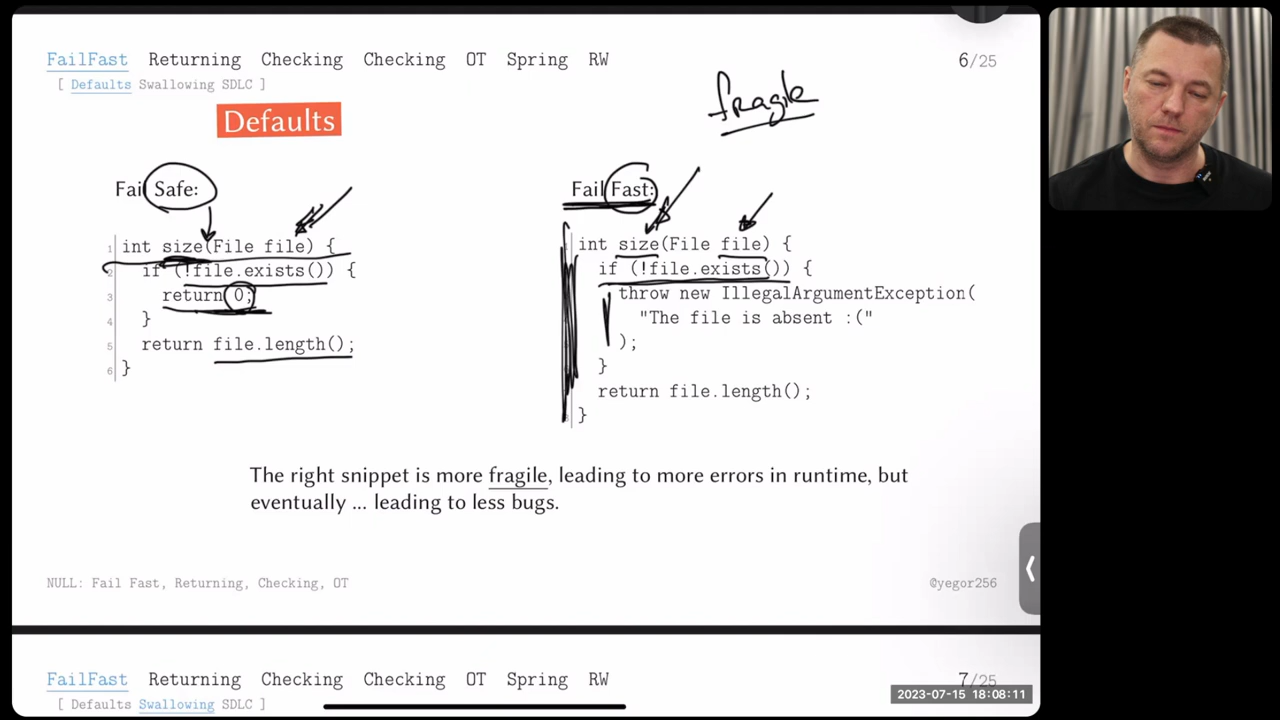 FailFast Returning Checking Checking OT Spring RW 6/25
[ Defaults Swallowing SDLC ]
fragile
Defaults
Fail Safe:
1 int size(File file) {
2 if (!file.exists()) {
3 return 0;
4 }
5 return file.length();
6 }
Fail Fast:
int size(File file) {
if (!file.exists()) {
throw new IllegalArgumentException(
"The file is absent :("
);
}
return file.length();
}
The right snippet is more fragile, leading to more errors in runtime, but
eventually ... leading to less bugs.
NULL: Fail Fast, Returning, Checking, OT @yegor256
FailFast Returning Checking Checking OT Spring RW 7/25
[ Defaults Swallowing SDLC ]
2023-07-15 18:08:11